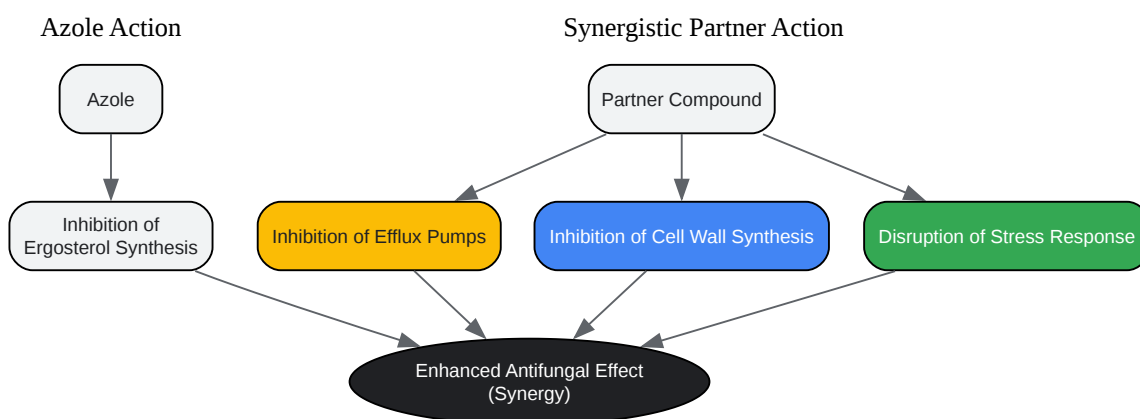 Azole Action
Synergistic Partner Action
Azole
Partner Compound
Inhibition of
Ergosterol Synthesis
Inhibition of Efflux Pumps
Inhibition of Cell Wall Synthesis
Disruption of Stress Response
Enhanced Antifungal Effect
(Synergy)